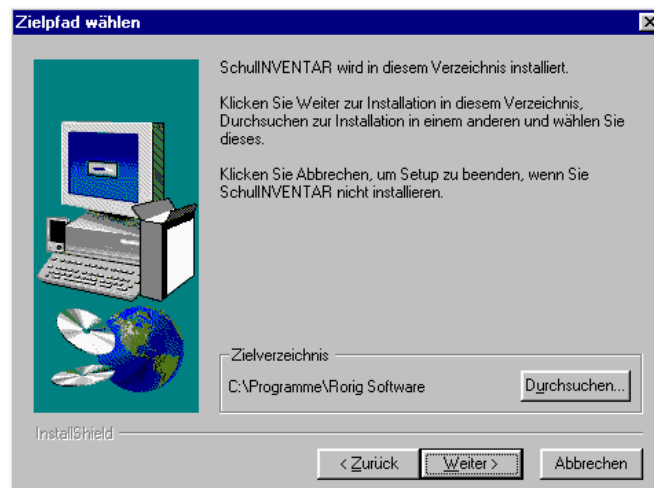 Zielpfad wählen
SchulINVENTAR wird in diesem Verzeichnis installiert.
Klicken Sie Weiter zur Installation in diesem Verzeichnis,
Durchsuchen zur Installation in einem anderen und wählen Sie
dieses.
Klicken Sie Abbrechen, um Setup zu beenden, wenn Sie
SchulINVENTAR nicht installieren.
Zielverzeichnis
C:\Programme\Rorig Software
Durchsuchen...
InstallShield
< Zurück
Weiter >
Abbrechen